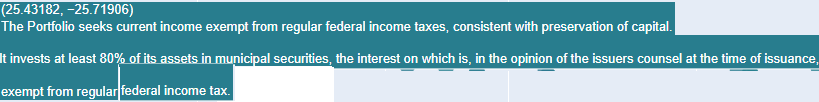 (25.43182, −25.71906)
The Portfolio seeks current income exempt from regular federal income taxes, consistent with preservation of capital.
It invests at least 80% of its assets in municipal securities, the interest on which is, in the opinion of the issuers counsel at the time of issuance,
exempt from regular federal income tax.